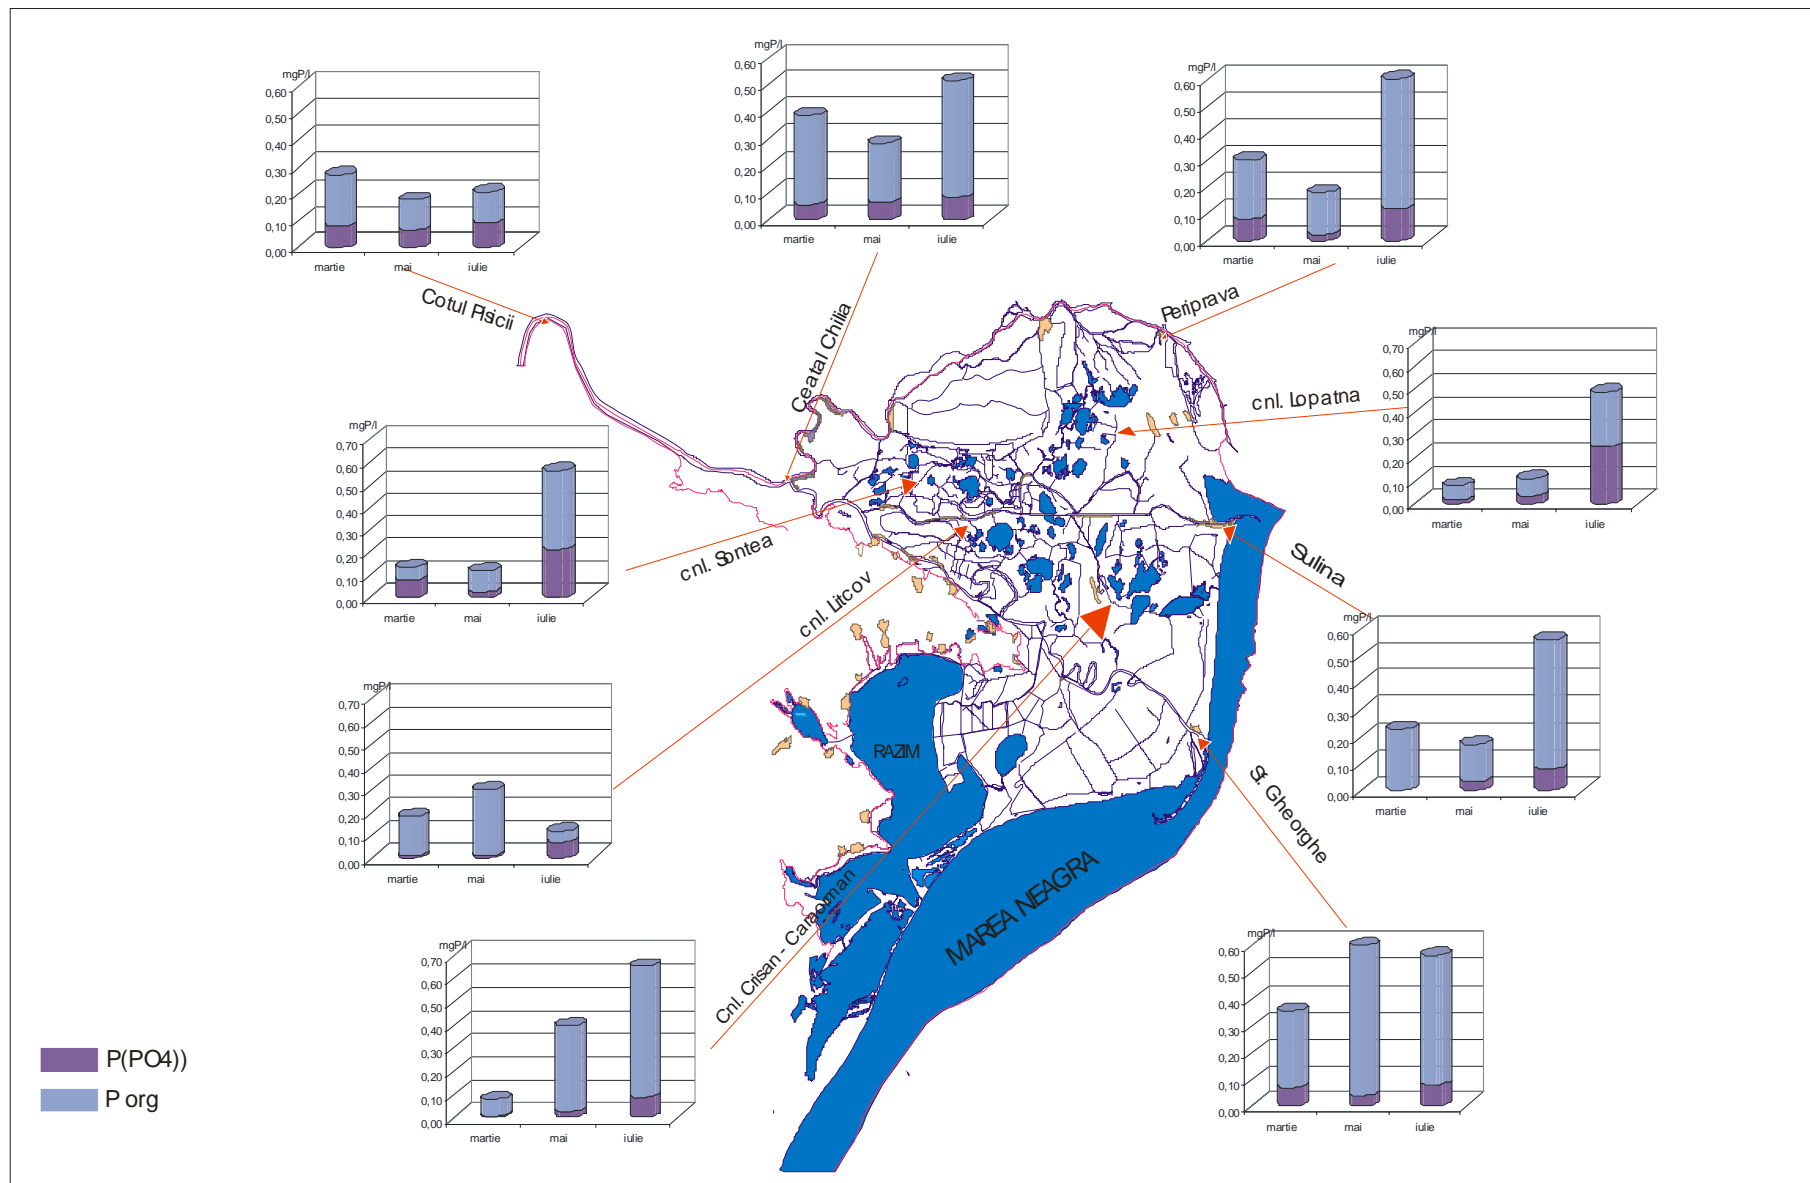 mgP/l
0,60
0,50
0,40
0,30
0,20
0,10
0,00
martie mai iulie
mgP/l
0,60
0,50
0,40
0,30
0,20
0,10
0,00
martie mai iulie
mgP/l
0,60
0,50
0,40
0,30
0,20
0,10
0,00
martie mai iulie
Cotul Pisicii
Ceatal Chilia
Periprava
mgP/l
0,70
0,60
0,50
0,40
0,30
0,20
0,10
0,00
martie mai iulie
cnl. Lopatna
mgP/l
0,70
0,60
0,50
0,40
0,30
0,20
0,10
0,00
martie mai iulie
cnl. Sontea
cnl. Litcov
Sulina
mgP/l
0,60
0,50
0,40
0,30
0,20
0,10
0,00
martie mai iulie
mgP/l
0,70
0,60
0,50
0,40
0,30
0,20
0,10
0,00
martie mai iulie
RAZIM
Sf. Gheorghe
MAREA NEAGRA
Cnl. Crisan - Caraorman
mgP/l
0,70
0,60
0,50
0,40
0,30
0,20
0,10
0,00
martie mai iulie
mgP/l
0,60
0,50
0,40
0,30
0,20
0,10
0,00
martie mai iulie
P(PO4))
P org